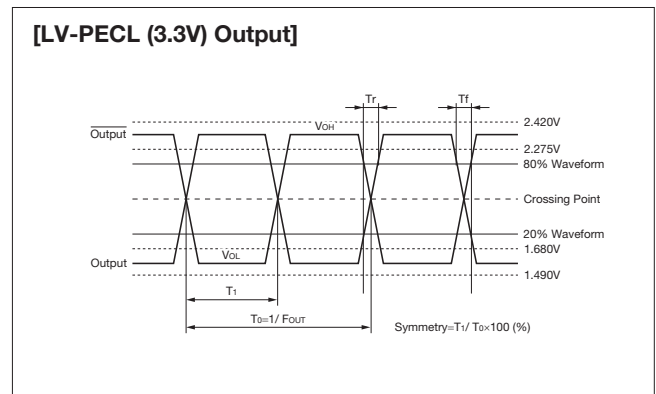 [LV-PECL (3.3V) Output]
Tr
Tf
Output
VOH
2.420V
2.275V
80% Waveform
Crossing Point
20% Waveform
1.680V
VOL
Output
1.490V
T1
T0=1/ FOUT
Symmetry=T1/ T0×100 (%)